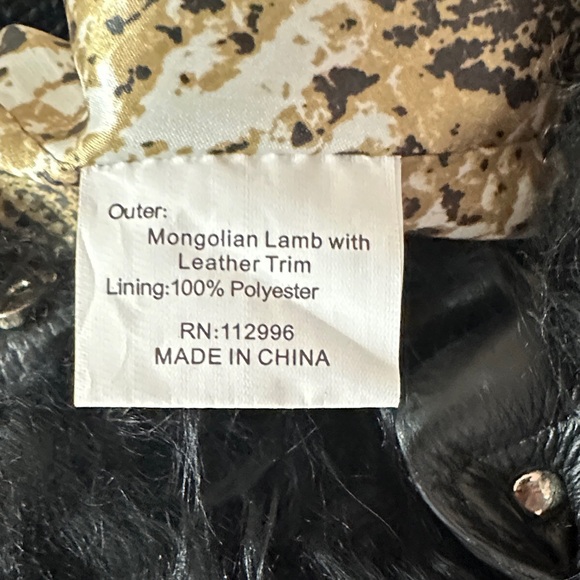 Outer:
Mongolian Lamb with
Leather Trim
Lining:100% Polyester
RN:112996
MADE IN CHINA